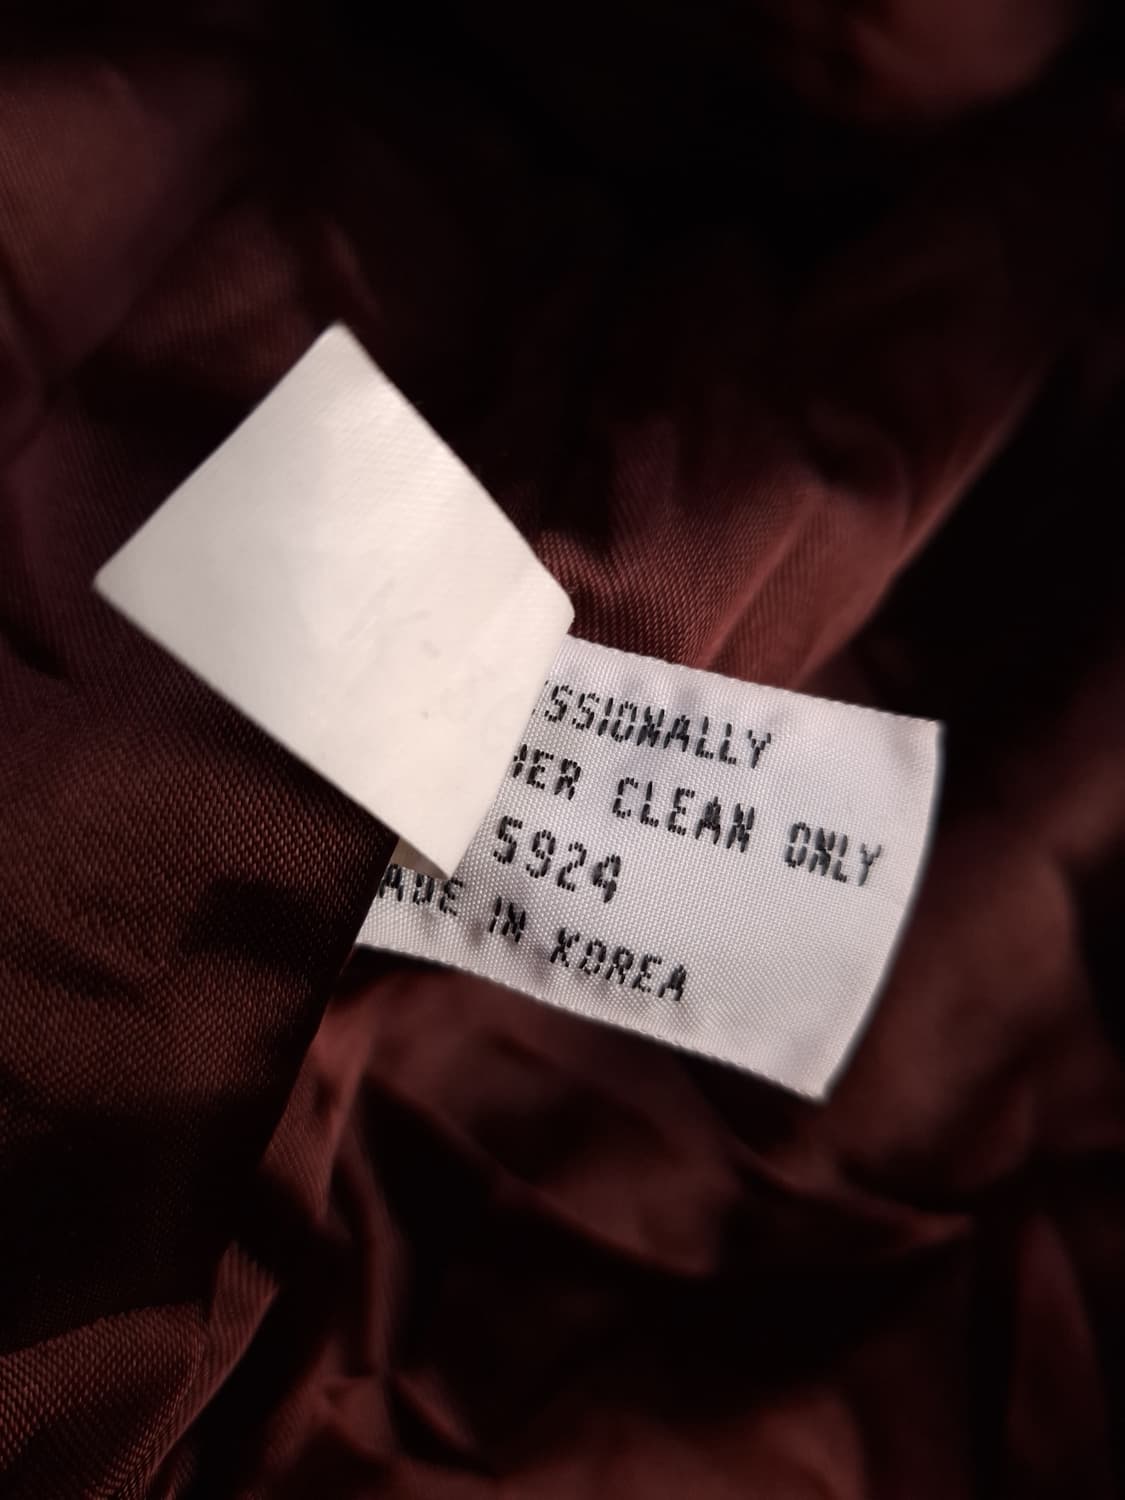 SSIONALLY
HER CLEAN ONLY
5924
ADE IN KOREA